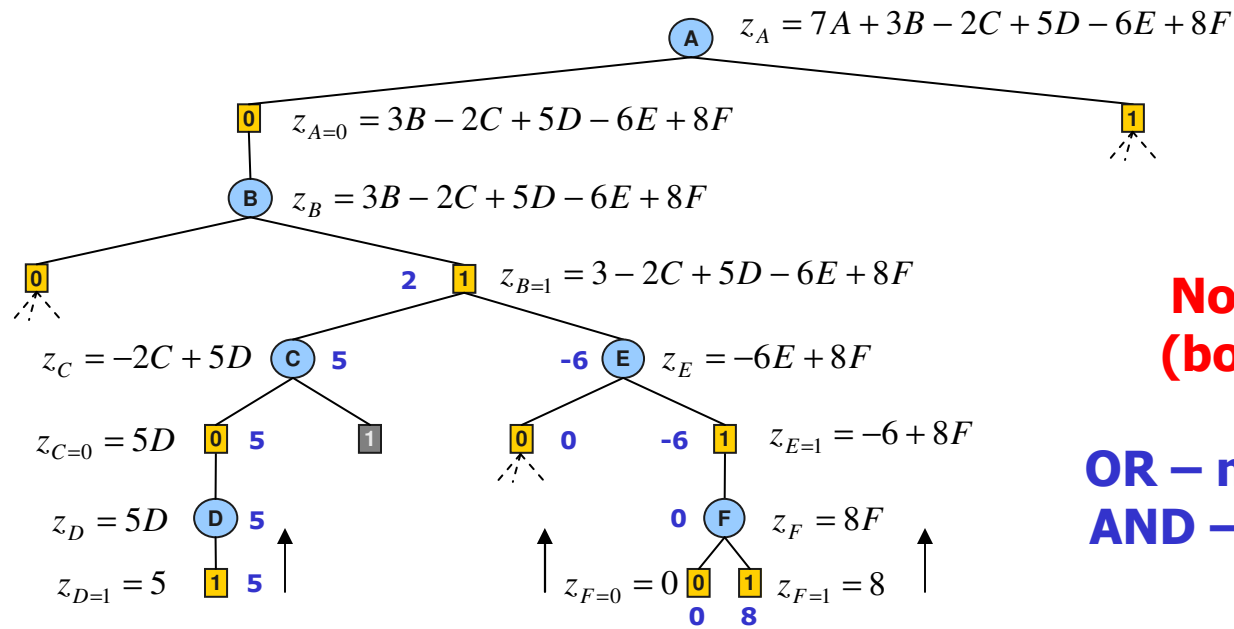 A z_A = 7A + 3B − 2C + 5D − 6E + 8F
0 z_{A=0} = 3B − 2C + 5D − 6E + 8F 1
B z_B = 3B − 2C + 5D − 6E + 8F
0 2 1 z_{B=1} = 3 − 2C + 5D − 6E + 8F
No
(bo
z_C = −2C + 5D C 5 -6 E z_E = −6E + 8F
z_{C=0} = 5D 0 5 1 0 0 -6 1 z_{E=1} = −6 + 8F
OR – n
AND –
z_D = 5D D 5 0 F z_F = 8F
z_{D=1} = 5 1 5 z_{F=0} = 0 0 1 z_{F=1} = 8
0 8